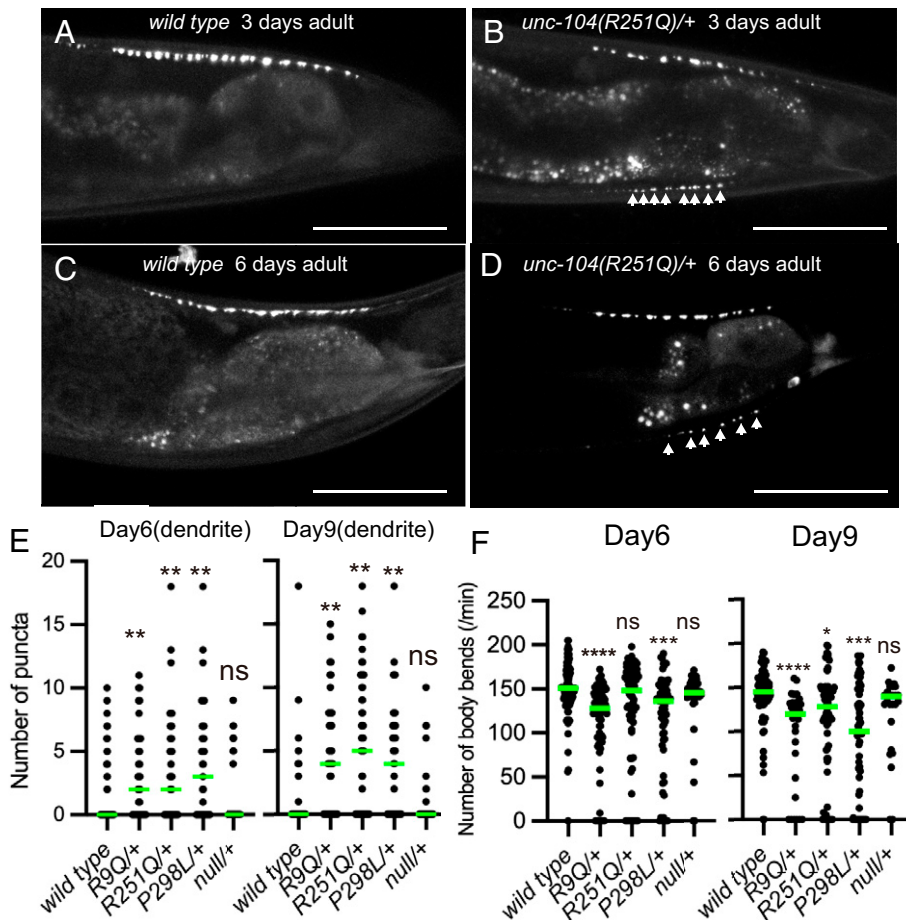 A wild type 3 days adult
B unc-104(R251Q)/+ 3 days adult
C wild type 6 days adult
D unc-104(R251Q)/+ 6 days adult
E
Day6(dendrite) Day9(dendrite)
Number of puncta
20
15
10
5
0
** ** ** ns
** ** ** ns
wild type R9Q/+ R251Q/+ P298L/+ null/+
wild type R9Q/+ R251Q/+ P298L/+ null/+
F
Day6 Day9
Number of body bends (/min)
250
200
150
100
50
0
**** ns *** ns
**** * *** ns
wild type R9Q/+ R251Q/+ P298L/+ null/+
wild type R9Q/+ R251Q/+ P298L/+ null/+